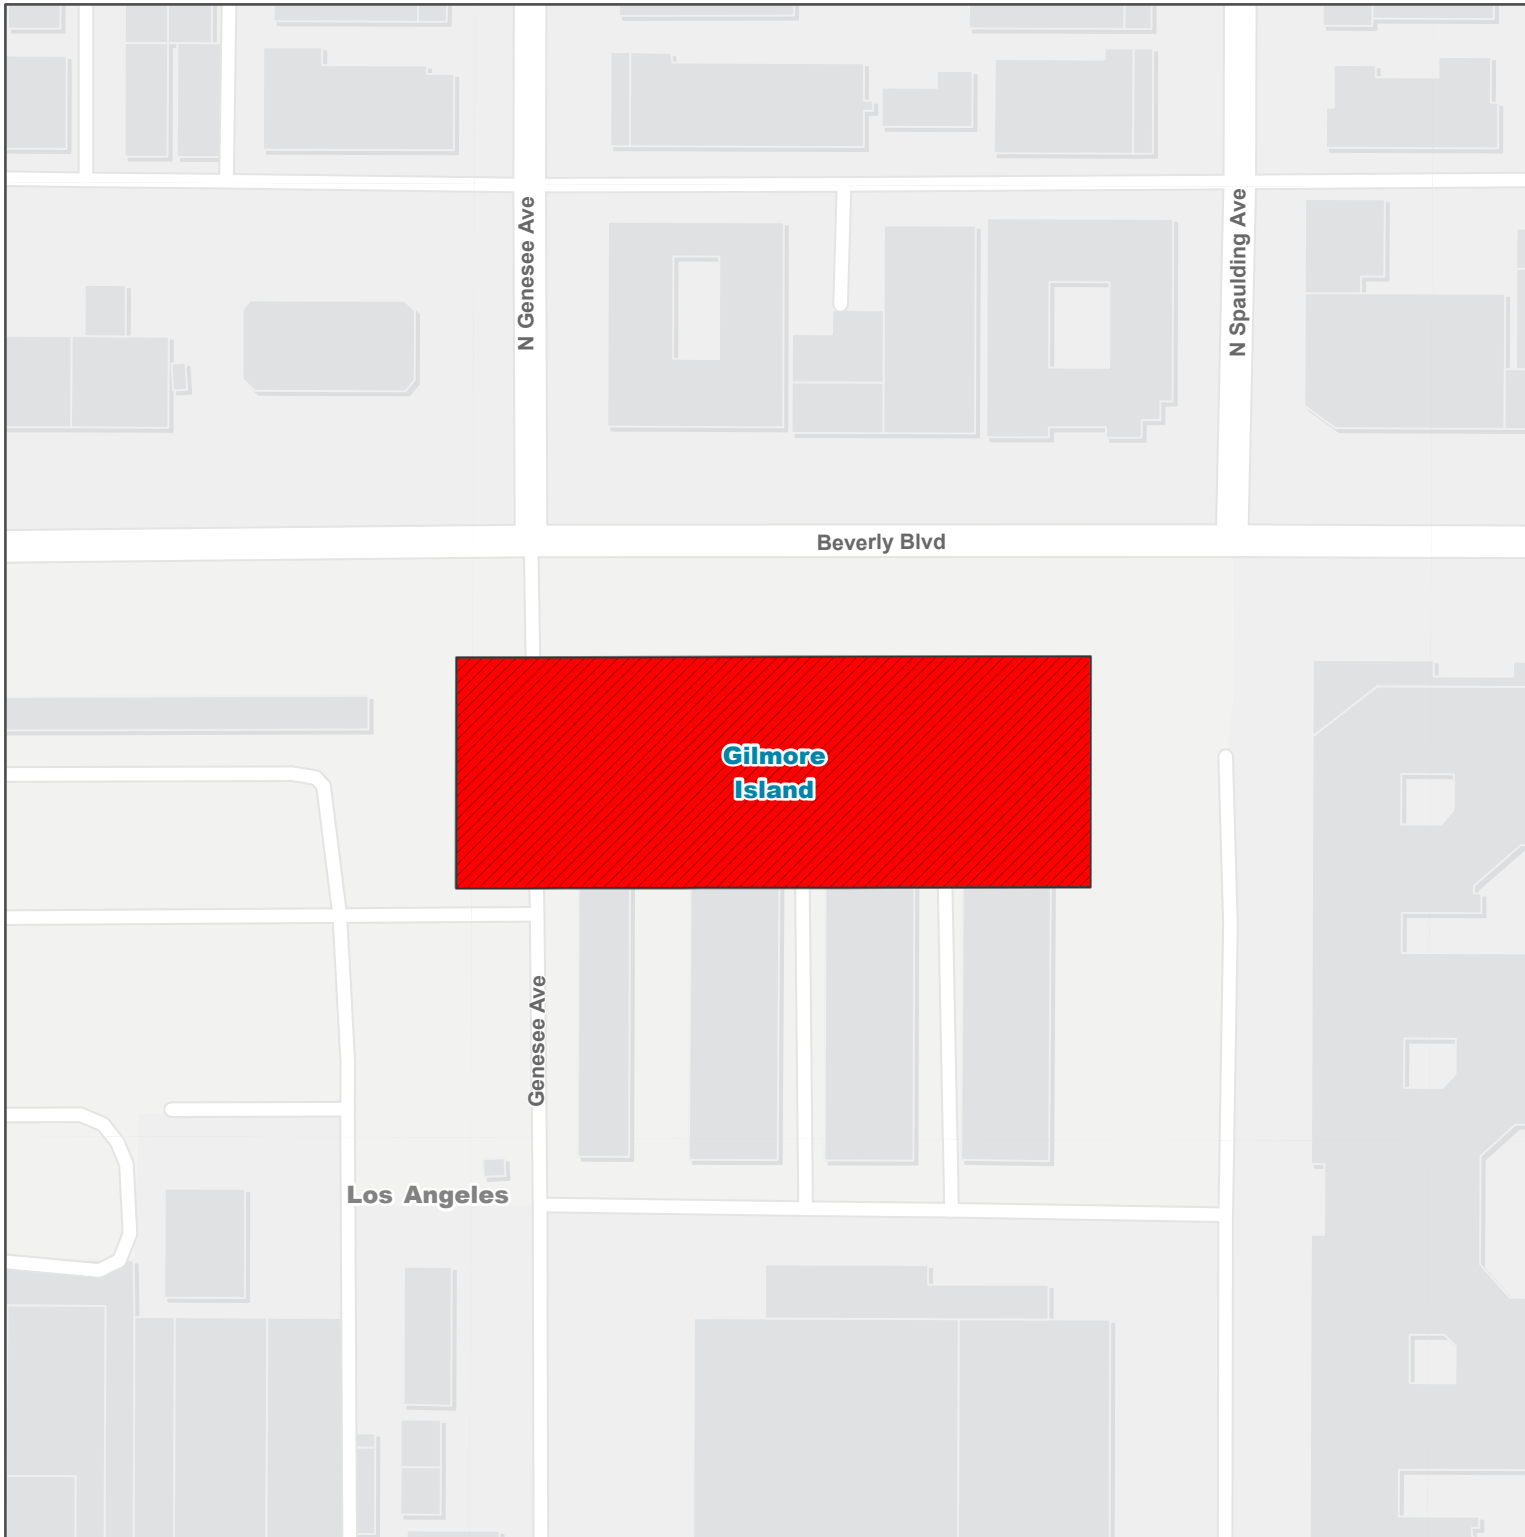 N Genesee Ave
N Spaulding Ave
Beverly Blvd
Gilmore
Island
Genesee Ave
Los Angeles